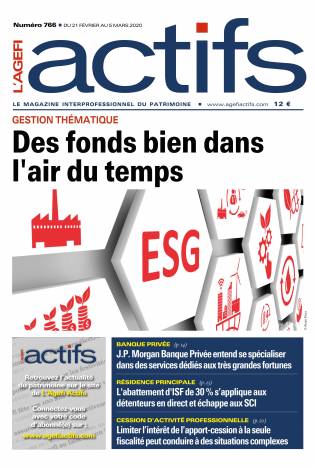 Numéro 766 ■ DU 21 FÉVRIER AU 5 MARS 2020
L'AGEFI
actifs
LE MAGAZINE INTERPROFESSIONNEL DU PATRIMOINE ■ www.agefiactifs.com 12 €
GESTION THÉMATIQUE
Des fonds bien dans
l'air du temps
ESG
actifs
Retrouvez l'actualité
du patrimoine sur le site
de L'Agefi Actifs
Connectez-vous
avec votre code
d'abonné(e) sur :
www.agefiactifs.com
BANQUE PRIVÉE (p 14)
J.P. Morgan Banque Privée entend se spécialiser
dans des services dédiés aux très grandes fortunes
RÉSIDENCE PRINCIPALE
L'abattement d'ISF de 30 % s'applique aux
détenteurs en direct et échappe aux SCI
CESSION D'ACTIVITÉ PROFESSIONNELLE
Limiter l'intérêt de l'apport-cession à la seule
fiscalité peut conduire à des situations complexes